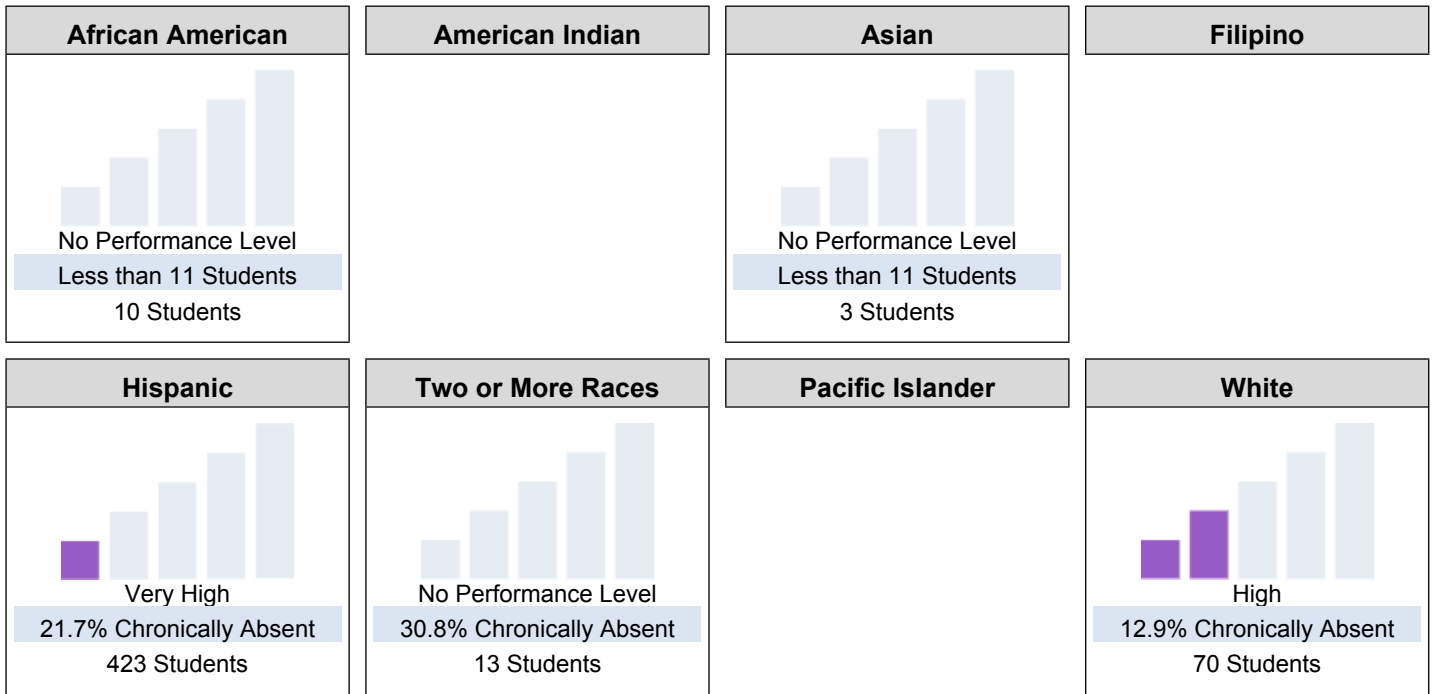 African American
American Indian
Asian
Filipino
No Performance Level
Less than 11 Students
10 Students
No Performance Level
Less than 11 Students
3 Students
Hispanic
Two or More Races
Pacific Islander
White
Very High
21.7% Chronically Absent
423 Students
No Performance Level
30.8% Chronically Absent
13 Students
High
12.9% Chronically Absent
70 Students